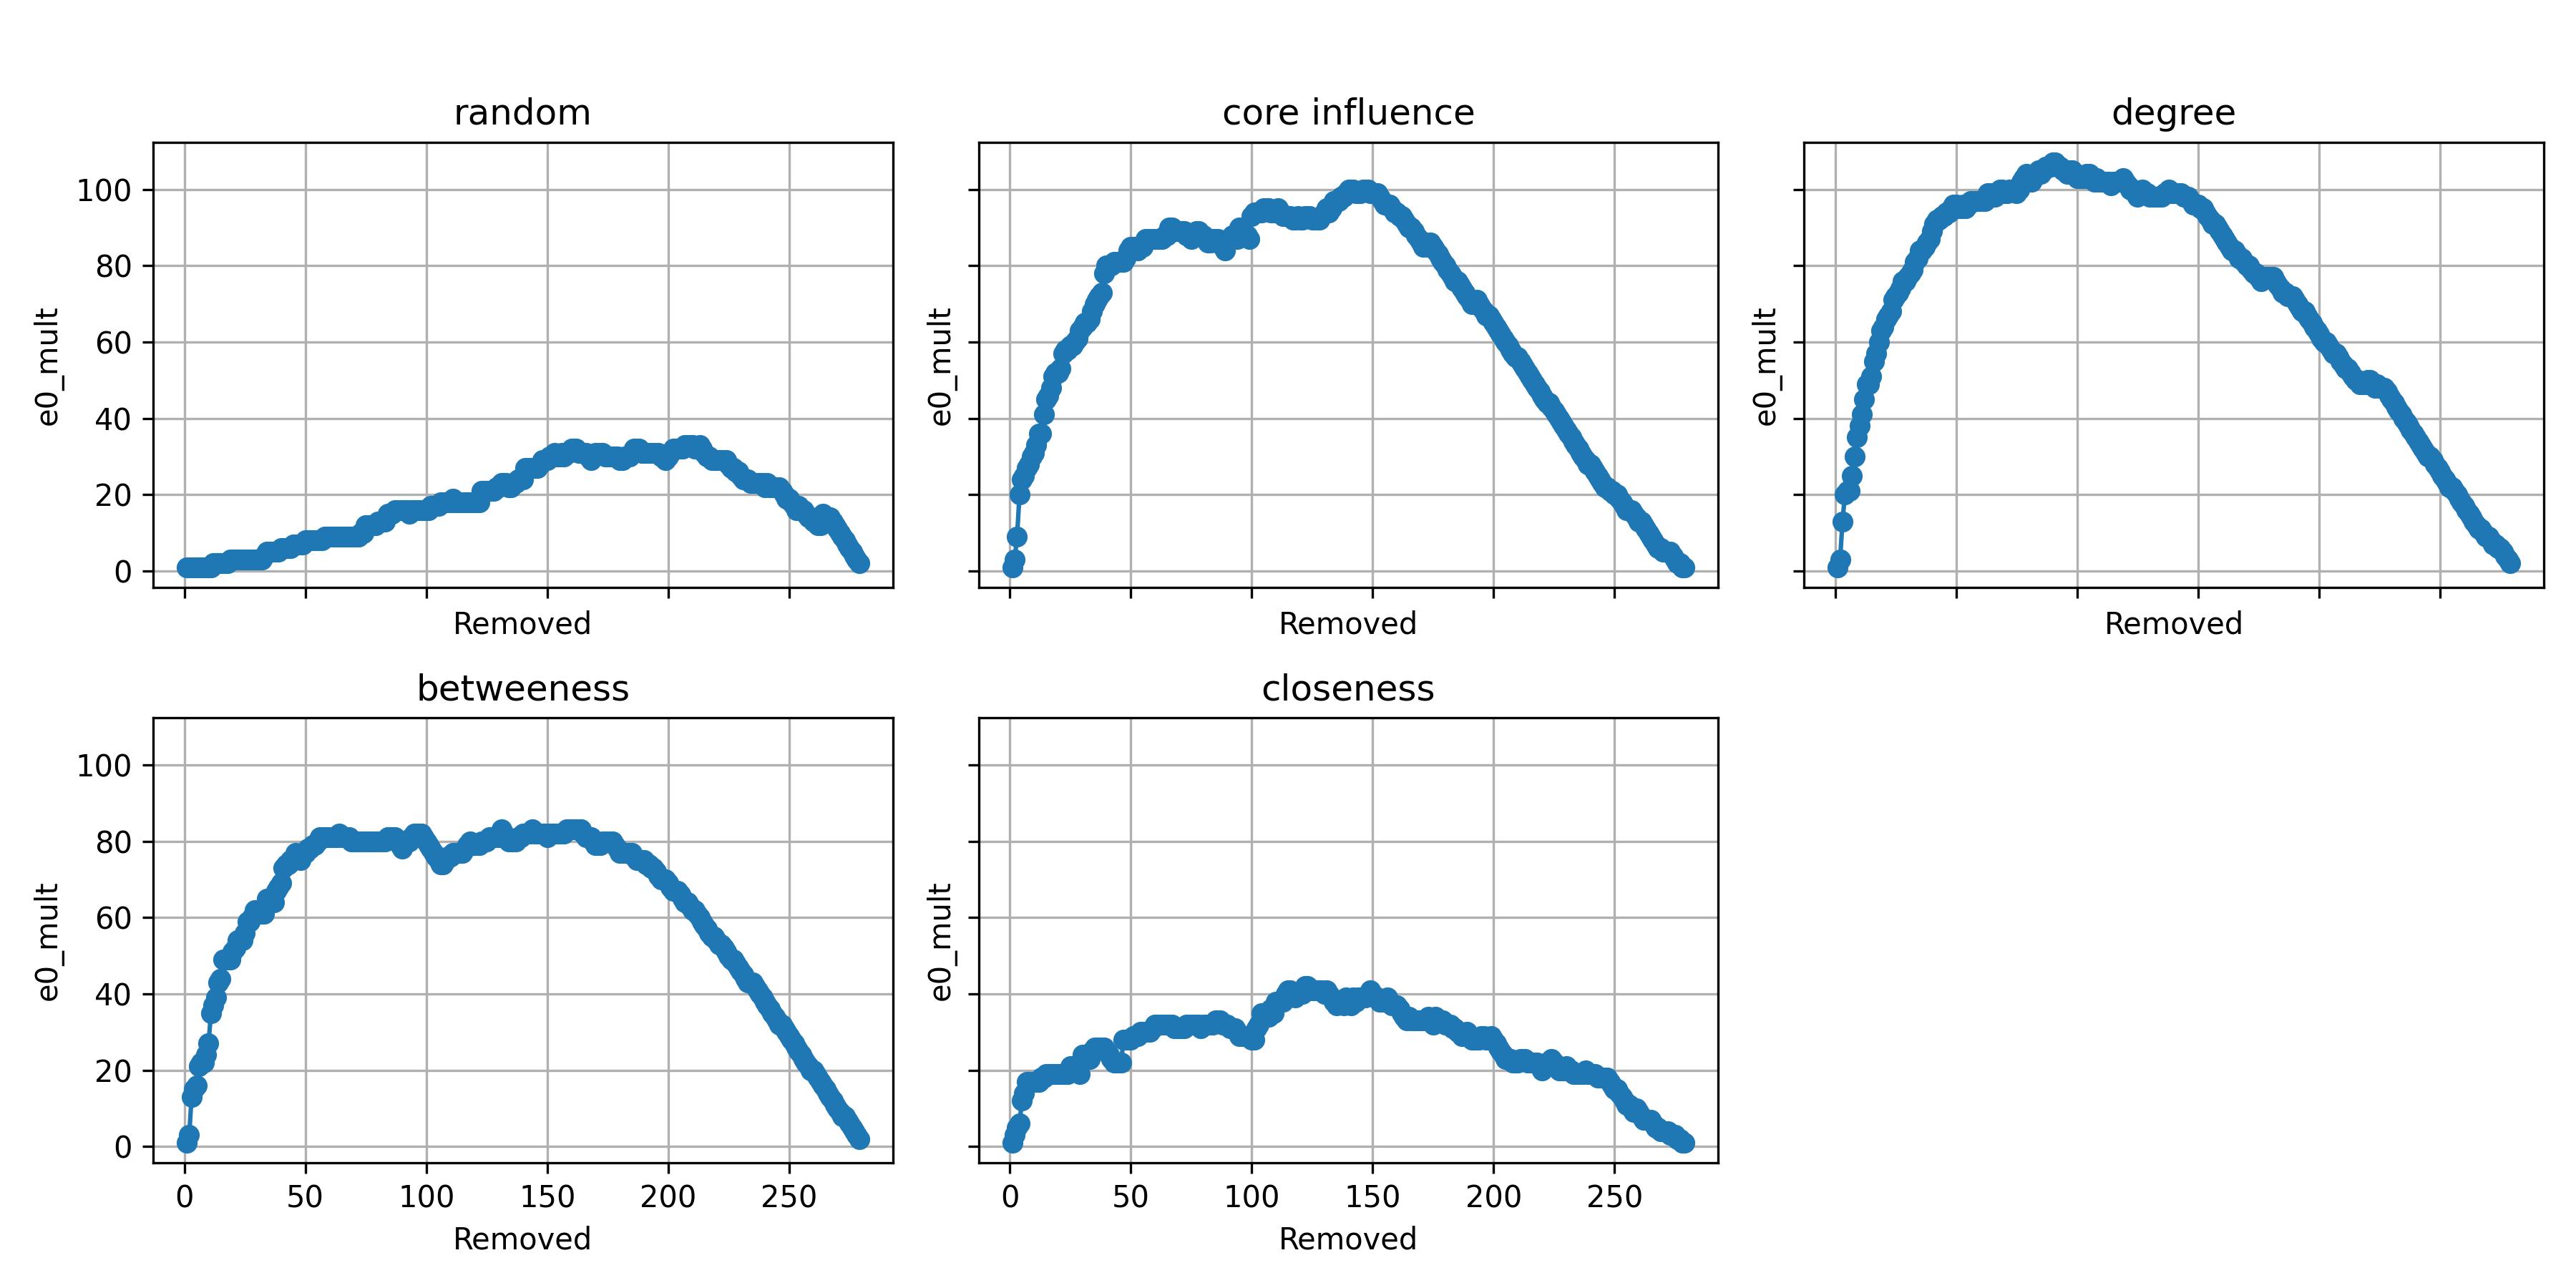 random
core influence
degree
100
80
60
40
20
0
e0_mult
e0_mult
e0_mult
Removed
Removed
Removed
betweeness
closeness
100
80
60
40
20
0
e0_mult
e0_mult
0 50 100 150 200 250
0 50 100 150 200 250
Removed
Removed